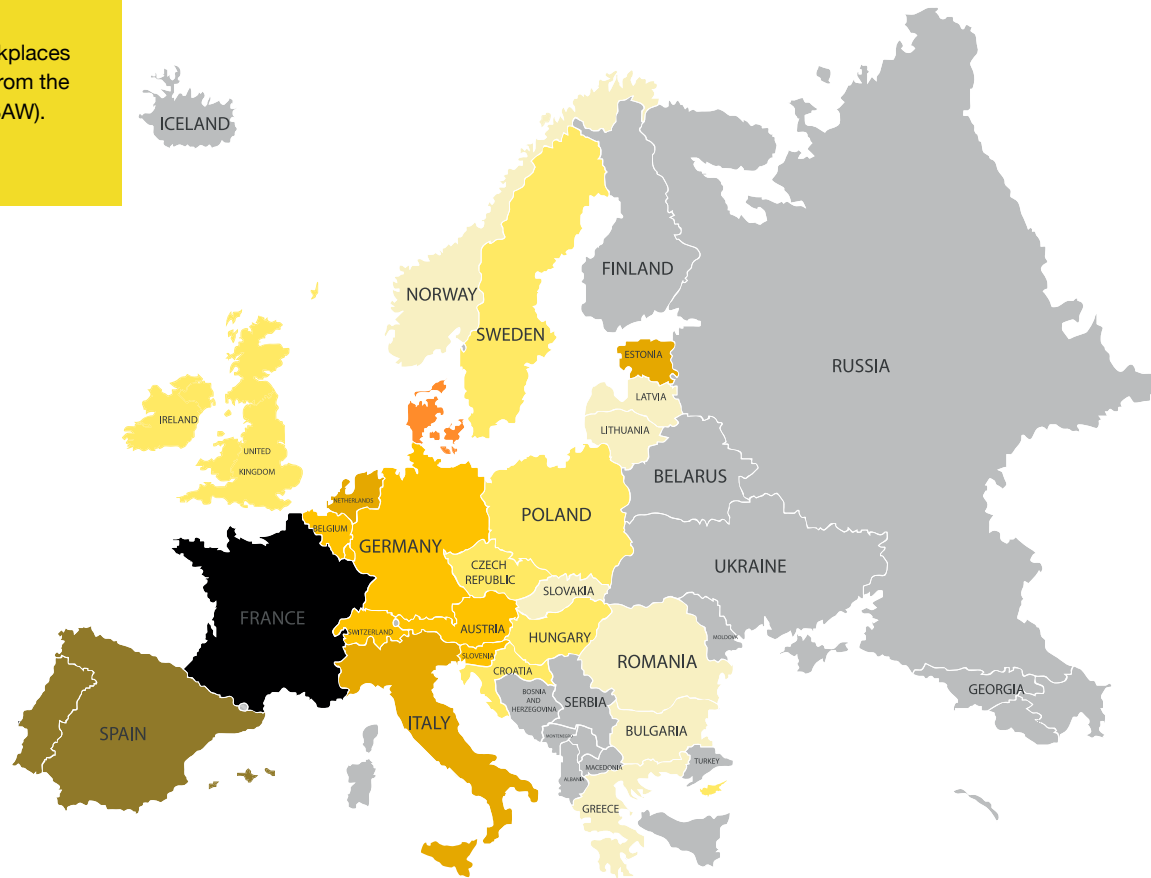 kplaces
rom the
AW).
ICELAND
FINLAND
NORWAY
SWEDEN
RUSSIA
ESTONIA
LATVIA
IRELAND
LITHUANIA
UNITED
KINGDOM
BELARUS
NETHERLANDS
POLAND
BELGIUM
GERMANY
UKRAINE
CZECH
REPUBLIC
SLOVAKIA
FRANCE
AUSTRIA
SWITZERLAND
HUNGARY
MOLDOVA
SLOVENIA
ROMANIA
CROATIA
GEORGIA
BOSNIA
AND
HERZEGOVINA
SERBIA
ITALY
SPAIN
BULGARIA
MONTENEGRO
TURKEY
MACEDONIA
ALBANIA
GREECE